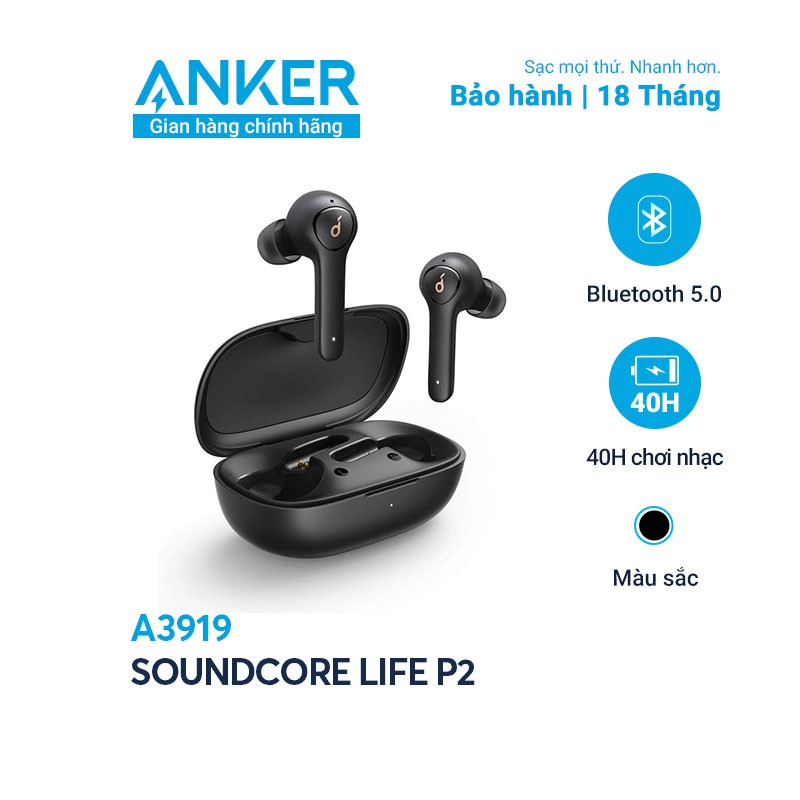 ANKER
Gian hàng chính hãng
Sạc mọi thứ. Nhanh hơn.
Bảo hành | 18 Tháng
Bluetooth 5.0
40H
40H chơi nhạc
Màu sắc
A3919
SOUNDCORE LIFE P2